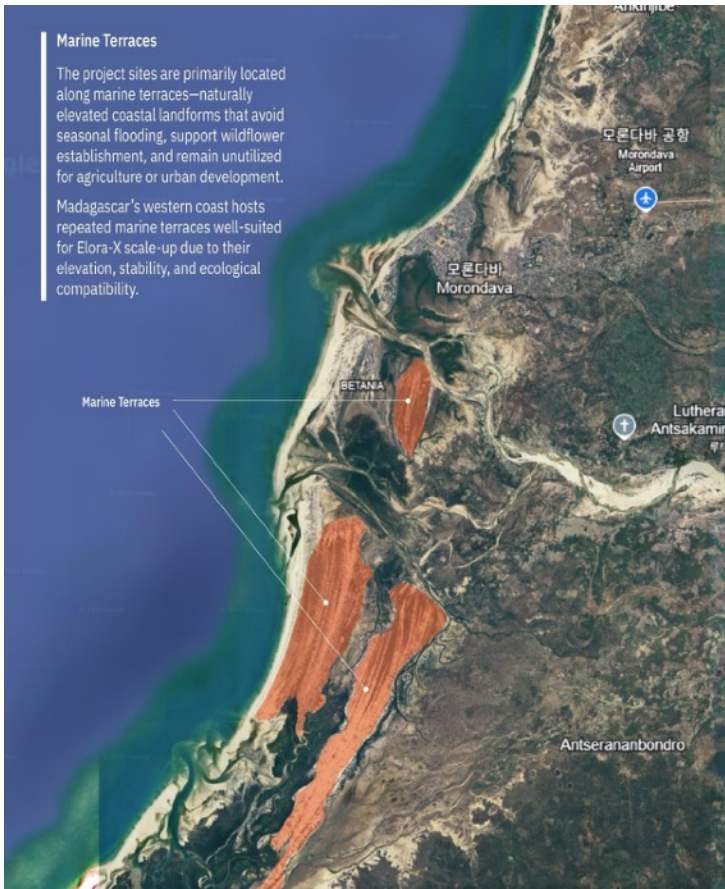 Ankirijibe
Marine Terraces
The project sites are primarily located
along marine terraces—naturally
elevated coastal landforms that avoid
seasonal flooding, support wildflower
establishment, and remain unutilized
for agriculture or urban development.
Madagascar's western coast hosts
repeated marine terraces well-suited
for Elora-X scale-up due to their
elevation, stability, and ecological
compatibility.
모론다바 공항
Morondava
Airport
모론다바
Morondava
BETANIA
Marine Terraces
Luthera
Antsakamir
Antserananbondro